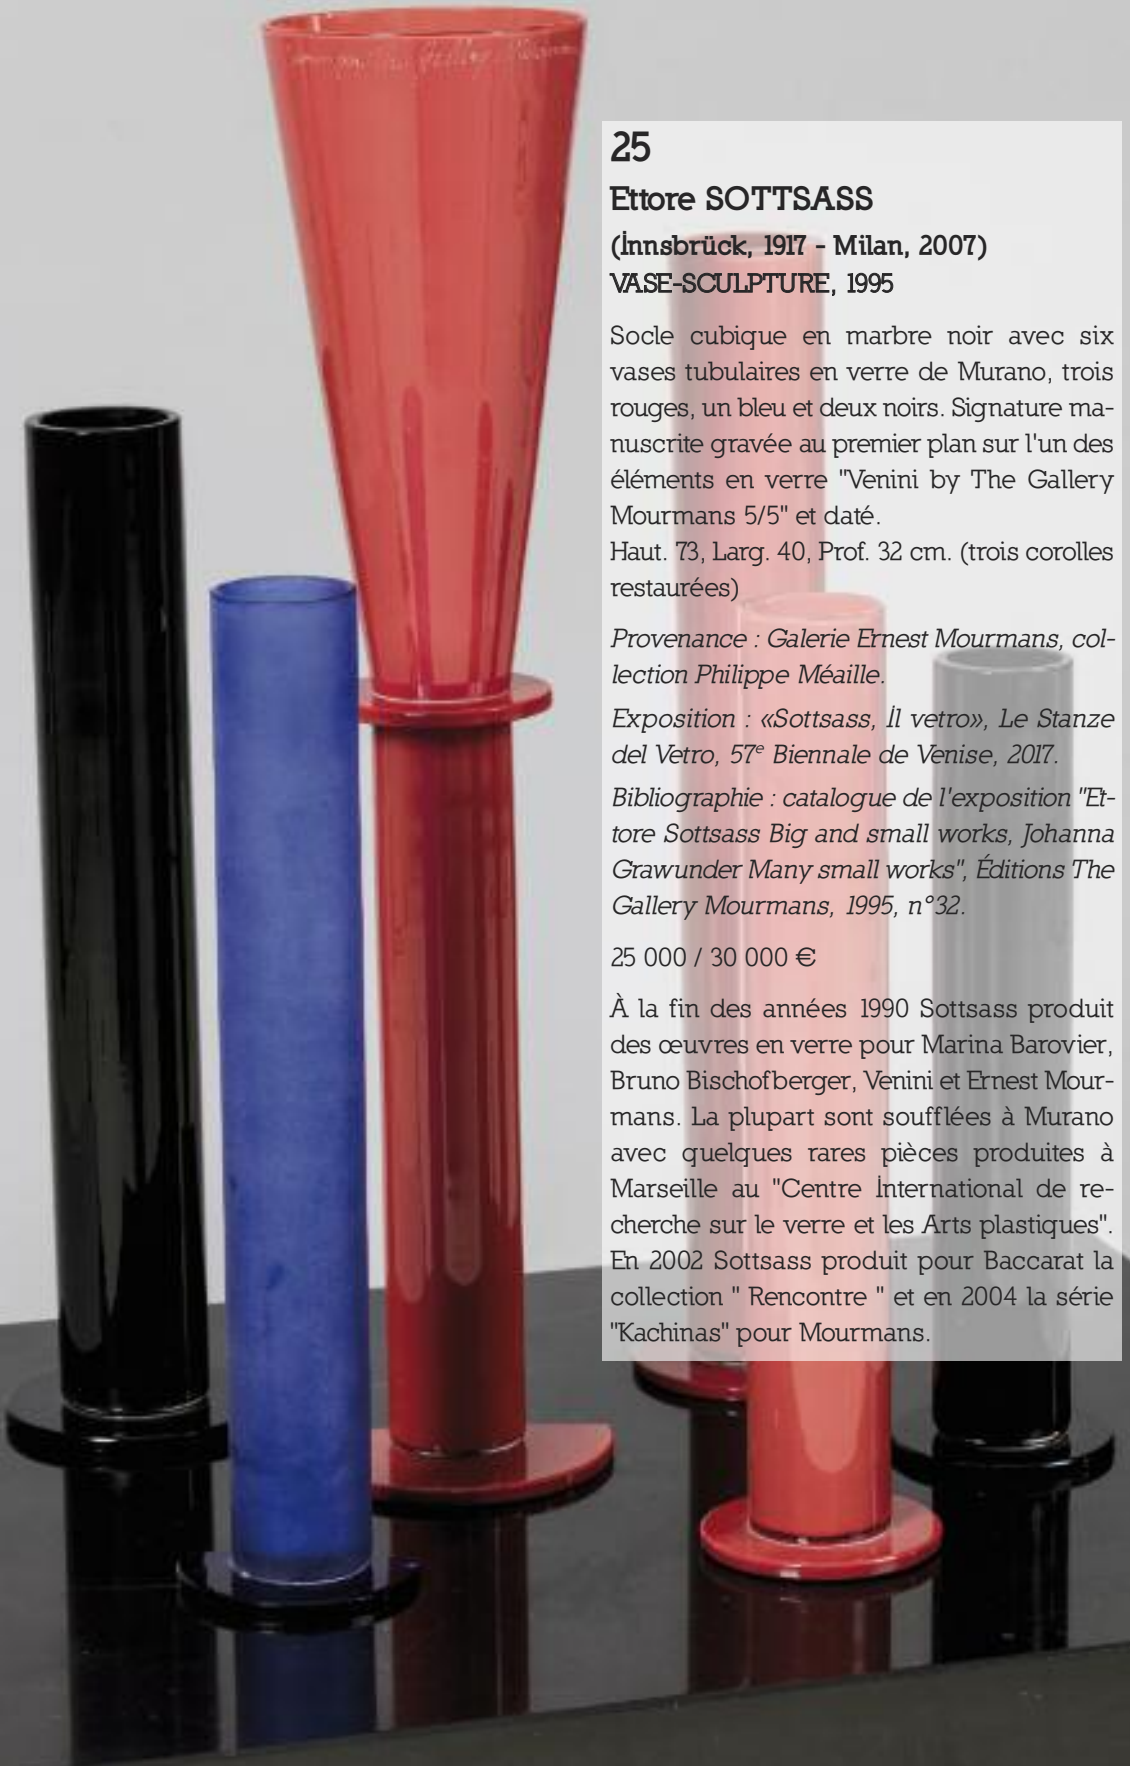 25
Ettore SOTTSASS
(İnnsbrück, 1917 - Milan, 2007)
VASE-SCULPTURE, 1995
Socle cubique en marbre noir avec six
vases tubulaires en verre de Murano, trois
rouges, un bleu et deux noirs. Signature ma-
nuscrite gravée au premier plan sur l'un des
éléments en verre "Venini by The Gallery
Mourmans 5/5" et daté.
Haut. 73, Larg. 40, Prof. 32 cm. (trois corolles
restaurées)
Provenance : Galerie Ernest Mourmans, col-
lection Philippe Méaille.
Exposition : «Sottsass, İl vetro», Le Stanze
del Vetro, 57e Biennale de Venise, 2017.
Bibliographie : catalogue de l'exposition "Et-
tore Sottsass Big and small works, Johanna
Grawunder Many small works", Éditions The
Gallery Mourmans, 1995, n°32.
25 000 / 30 000 €
À la fin des années 1990 Sottsass produit
des œuvres en verre pour Marina Barovier,
Bruno Bischofberger, Venini et Ernest Mour-
mans. La plupart sont soufflées à Murano
avec quelques rares pièces produites à
Marseille au "Centre İnternational de re-
cherche sur le verre et les Arts plastiques".
En 2002 Sottsass produit pour Baccarat la
collection " Rencontre " et en 2004 la série
"Kachinas" pour Mourmans.